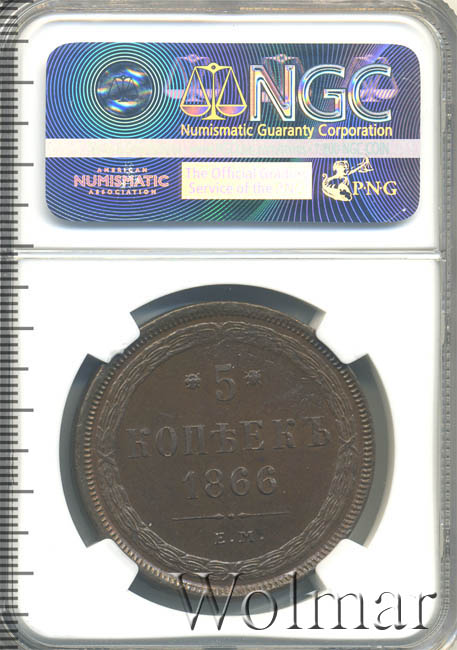 NGC
Numismatic Guaranty Corporation
AMERICAN
NUMISMATIC
ASSOCIATION
The Official Grading
Service of the PNG
PNG
* 5 *
КОПѢЕКЪ
1866
Е.М.
Wolmar